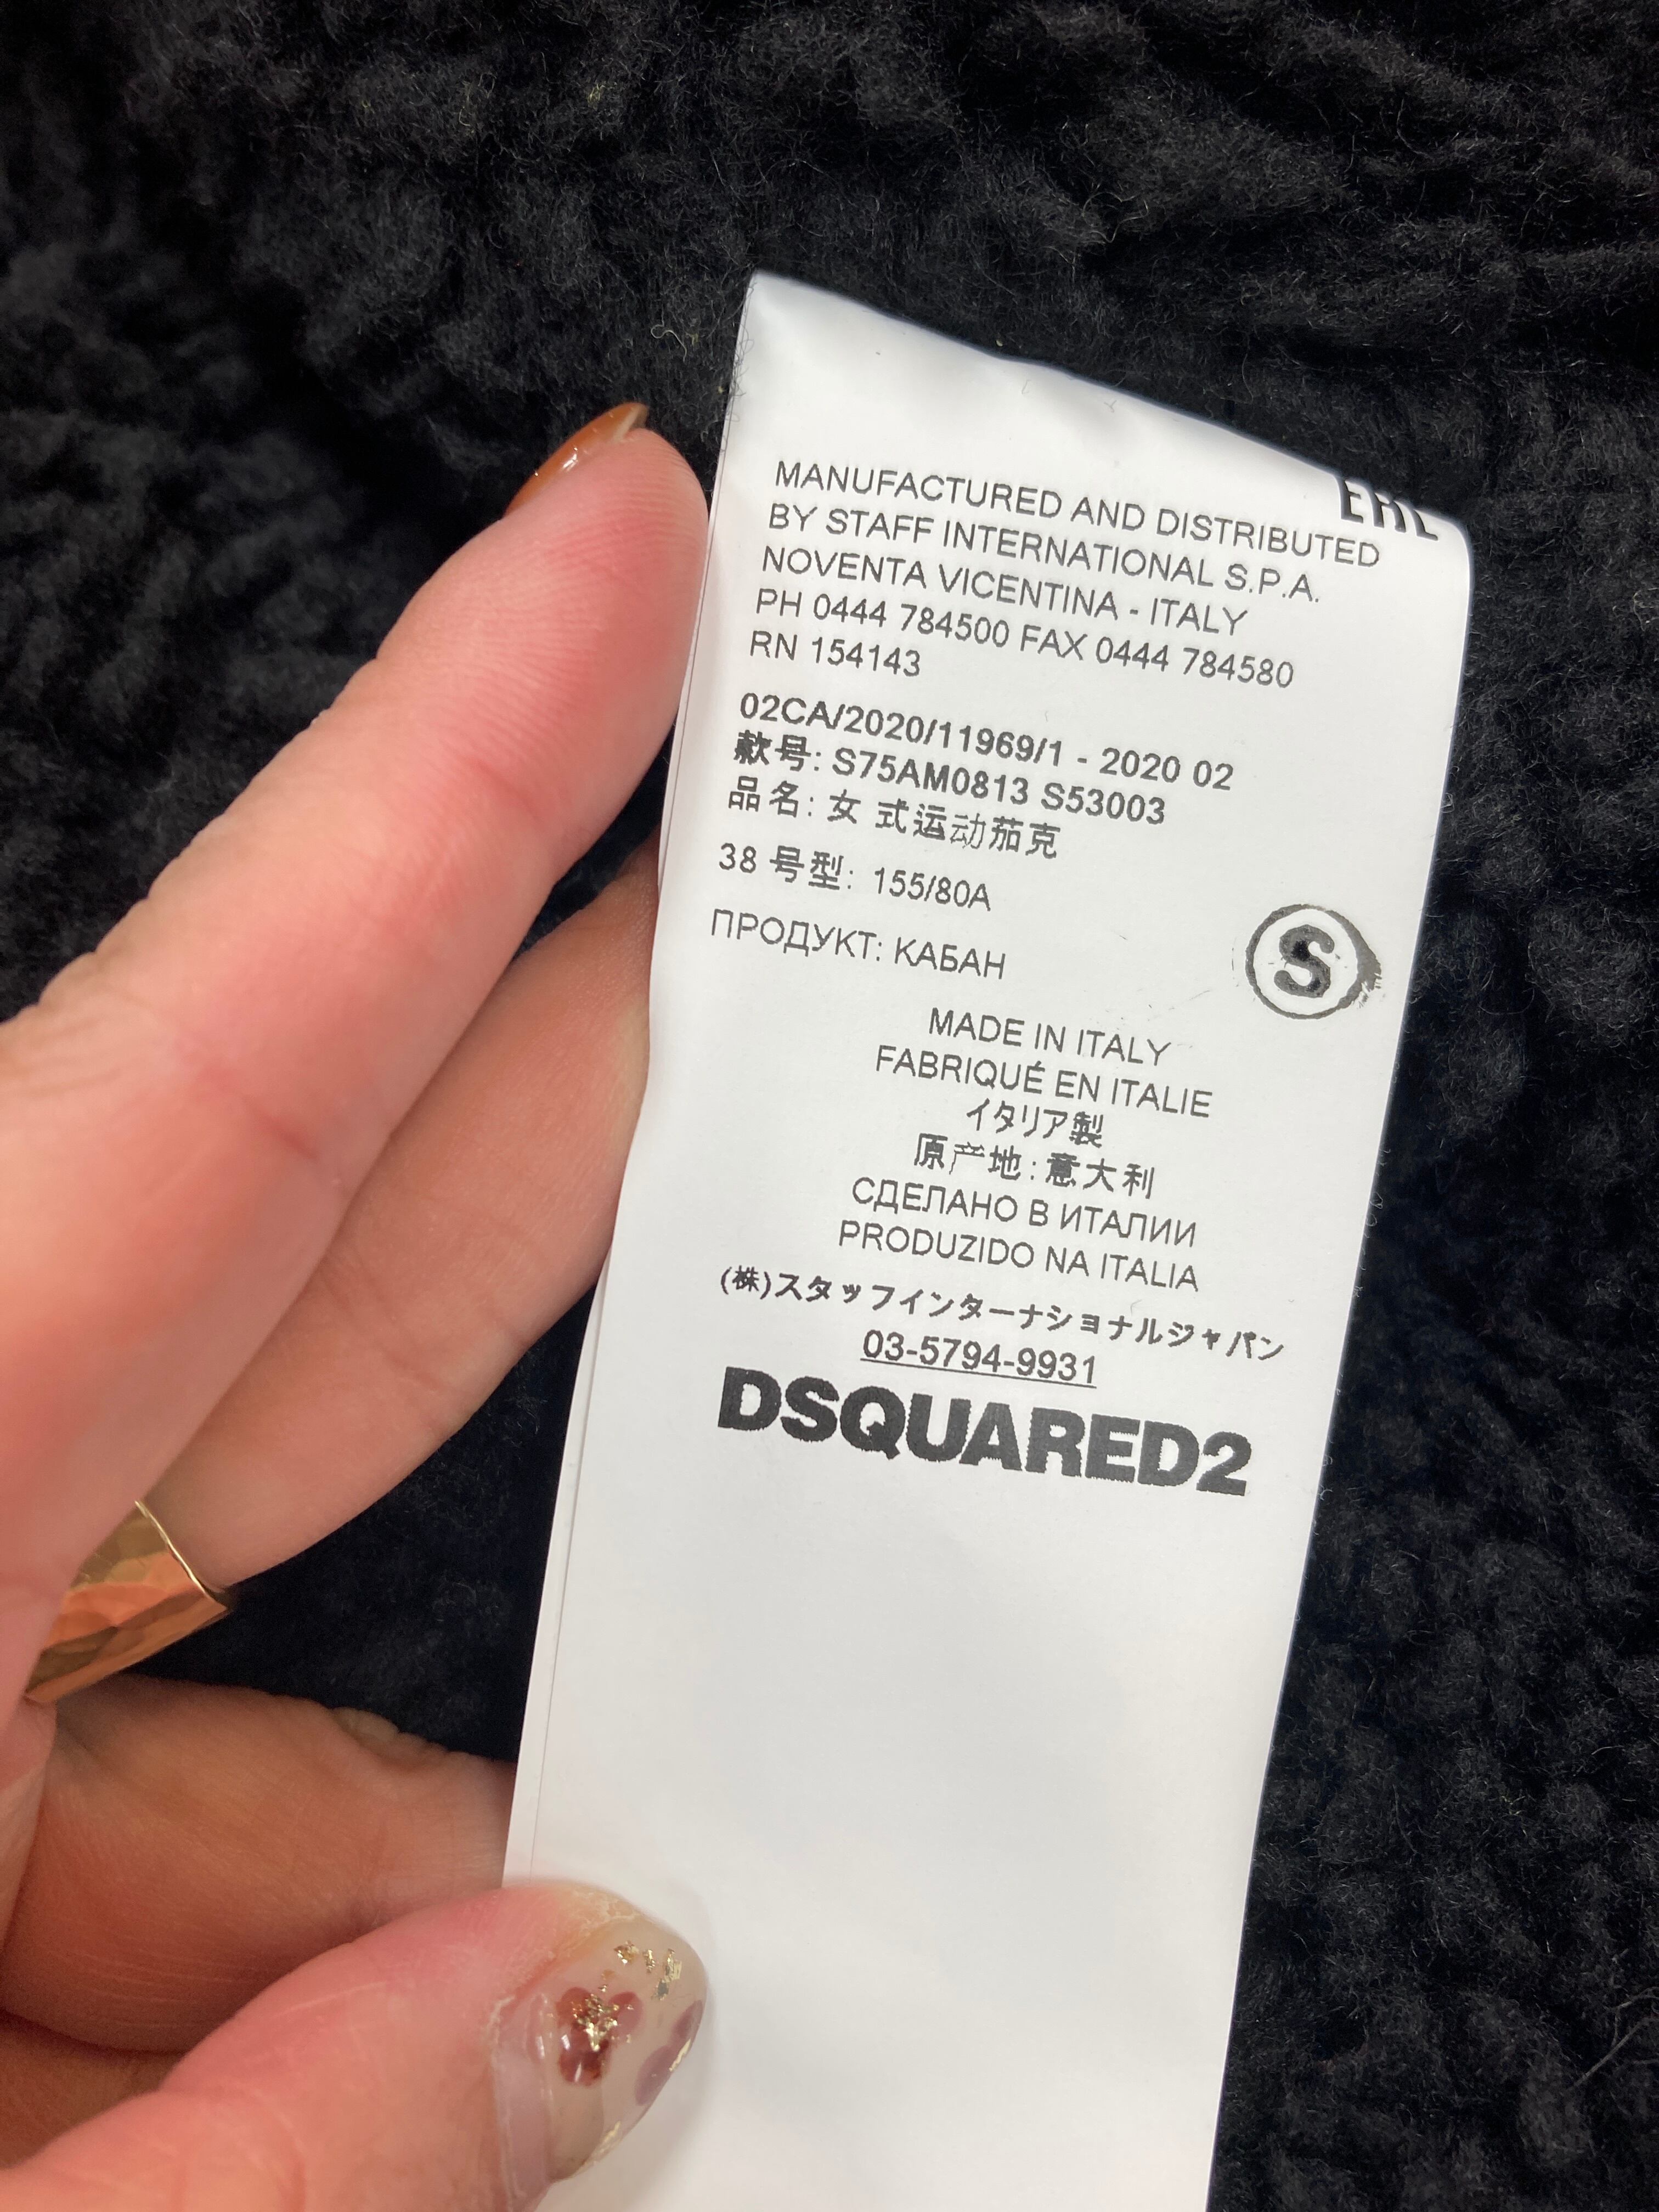 MANUFACTURED AND DISTRIBUTED
BY STAFF INTERNATIONAL S.P.A.
NOVENTA VICENTINA - ITALY
PH 0444 784500 FAX 0444 784580
RN 154143
02CA/2020/11969/1 - 2020 02
款号: S75AM0813 S53003
品名: 女 式运动茄克
38 号型: 155/80A
ПРОДУКТ: КАБАН
S
MADE IN ITALY
FABRIQUÉ EN ITALIE
イタリア製
原产地: 意大利
СДЕЛАНО В ИТАЛИИ
PRODUZIDO NA ITALIA
(株)スタッフインターナショナルジャパン
03-5794-9931
DSQUARED2